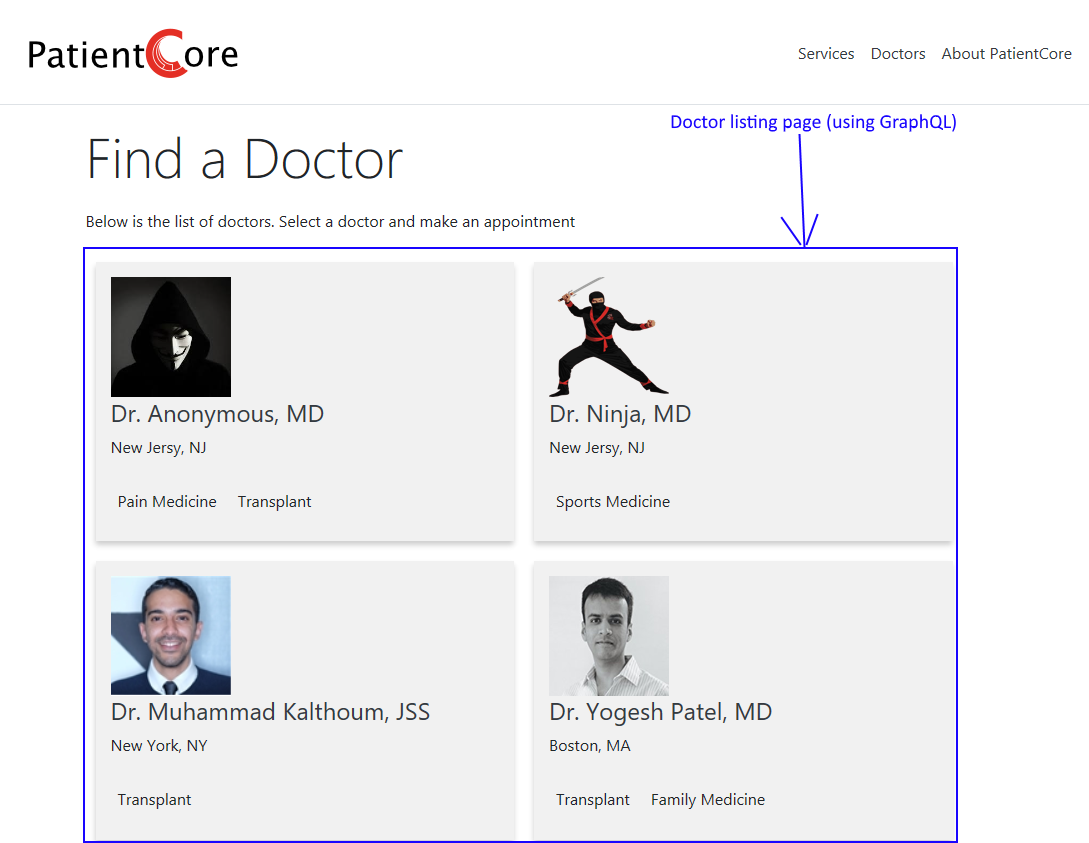 PatientCore
Services Doctors About PatientCore
Doctor listing page (using GraphQL)
Find a Doctor
Below is the list of doctors. Select a doctor and make an appointment
Dr. Anonymous, MD
New Jersy, NJ
Pain Medicine Transplant
Dr. Ninja, MD
New Jersy, NJ
Sports Medicine
Dr. Muhammad Kalthoum, JSS
New York, NY
Transplant
Dr. Yogesh Patel, MD
Boston, MA
Transplant Family Medicine